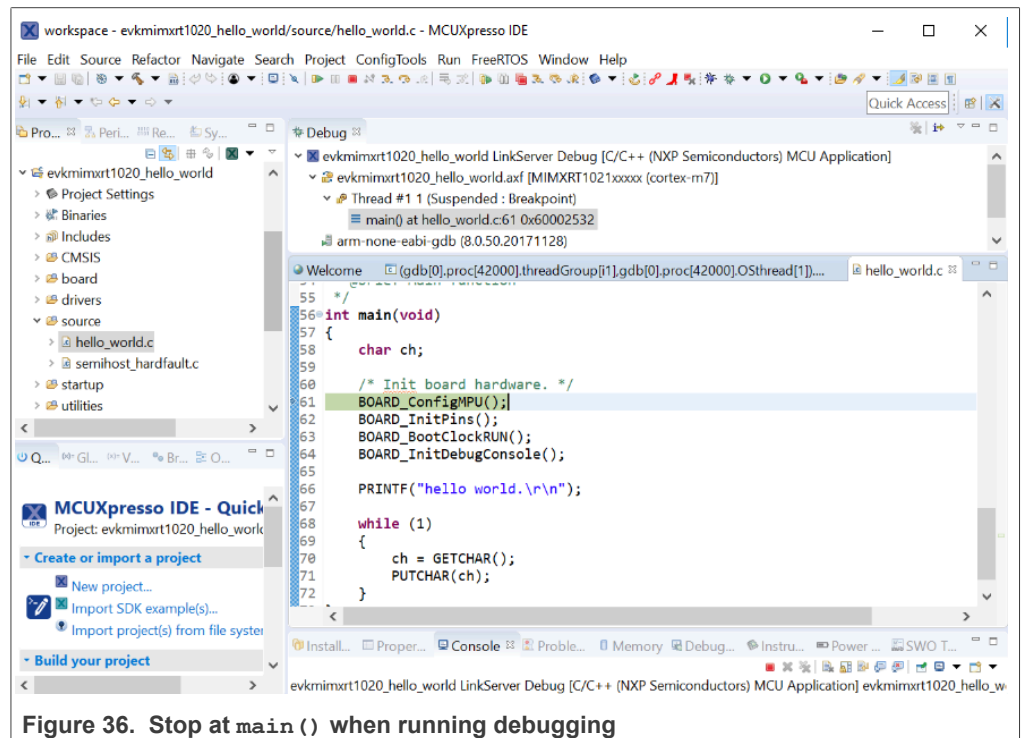 workspace - evkmimxrt1020_hello_world/source/hello_world.c - MCUXpresso IDE
File Edit Source Refactor Navigate Search Project ConfigTools Run FreeRTOS Window Help
Quick Access
Pro... Peri... Re... Sy...
evkmimxrt1020_hello_world
Project Settings
Binaries
Includes
CMSIS
board
drivers
source
hello_world.c
semihost_hardfault.c
startup
utilities
Debug
evkmimxrt1020_hello_world LinkServer Debug [C/C++ (NXP Semiconductors) MCU Application]
evkmimxrt1020_hello_world.axf [MIMXRT1021xxxxx (cortex-m7)]
Thread #1 1 (Suspended : Breakpoint)
main() at hello_world.c:61 0x60002532
arm-none-eabi-gdb (8.0.50.20171128)
Welcome (gdb[0].proc[42000].threadGroup[i1],gdb[0].proc[42000].OSthread[1]).... hello_world.c
55 */
56 int main(void)
57 {
58 char ch;
59
60 /* Init board hardware. */
61 BOARD_ConfigMPU();
62 BOARD_InitPins();
63 BOARD_BootClockRUN();
64 BOARD_InitDebugConsole();
65
66 PRINTF("hello world.\r\n");
67
68 while (1)
69 {
70 ch = GETCHAR();
71 PUTCHAR(ch);
72 }
Q... GL... V... Br... O...
IDE
MCUXpresso IDE - Quick
Project: evkmimxrt1020_hello_world
Create or import a project
New project...
Import SDK example(s)...
Import project(s) from file syster
Build your project
Install... Proper... Console Proble... Memory Debug... Instru... Power ... SWO T...
evkmimxrt1020_hello_world LinkServer Debug [C/C++ (NXP Semiconductors) MCU Application] evkmimxrt1020_hello_w
Figure 36. Stop at main() when running debugging